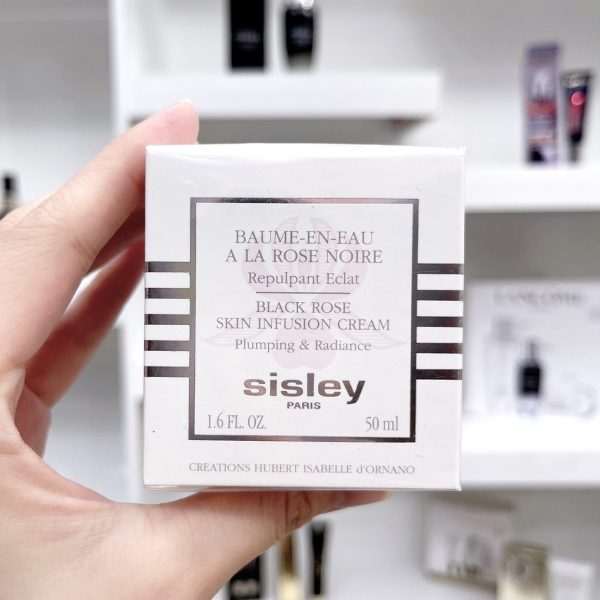 BAUME-EN-EAU
A LA ROSE NOIRE
Repulpant Eclat
BLACK ROSE
SKIN INFUSION CREAM
Plumping & Radiance
sisley
PARIS
1.6 FL. OZ. 50 ml
CREATIONS HUBERT ISABELLE d'ORNANO
LANCÔME